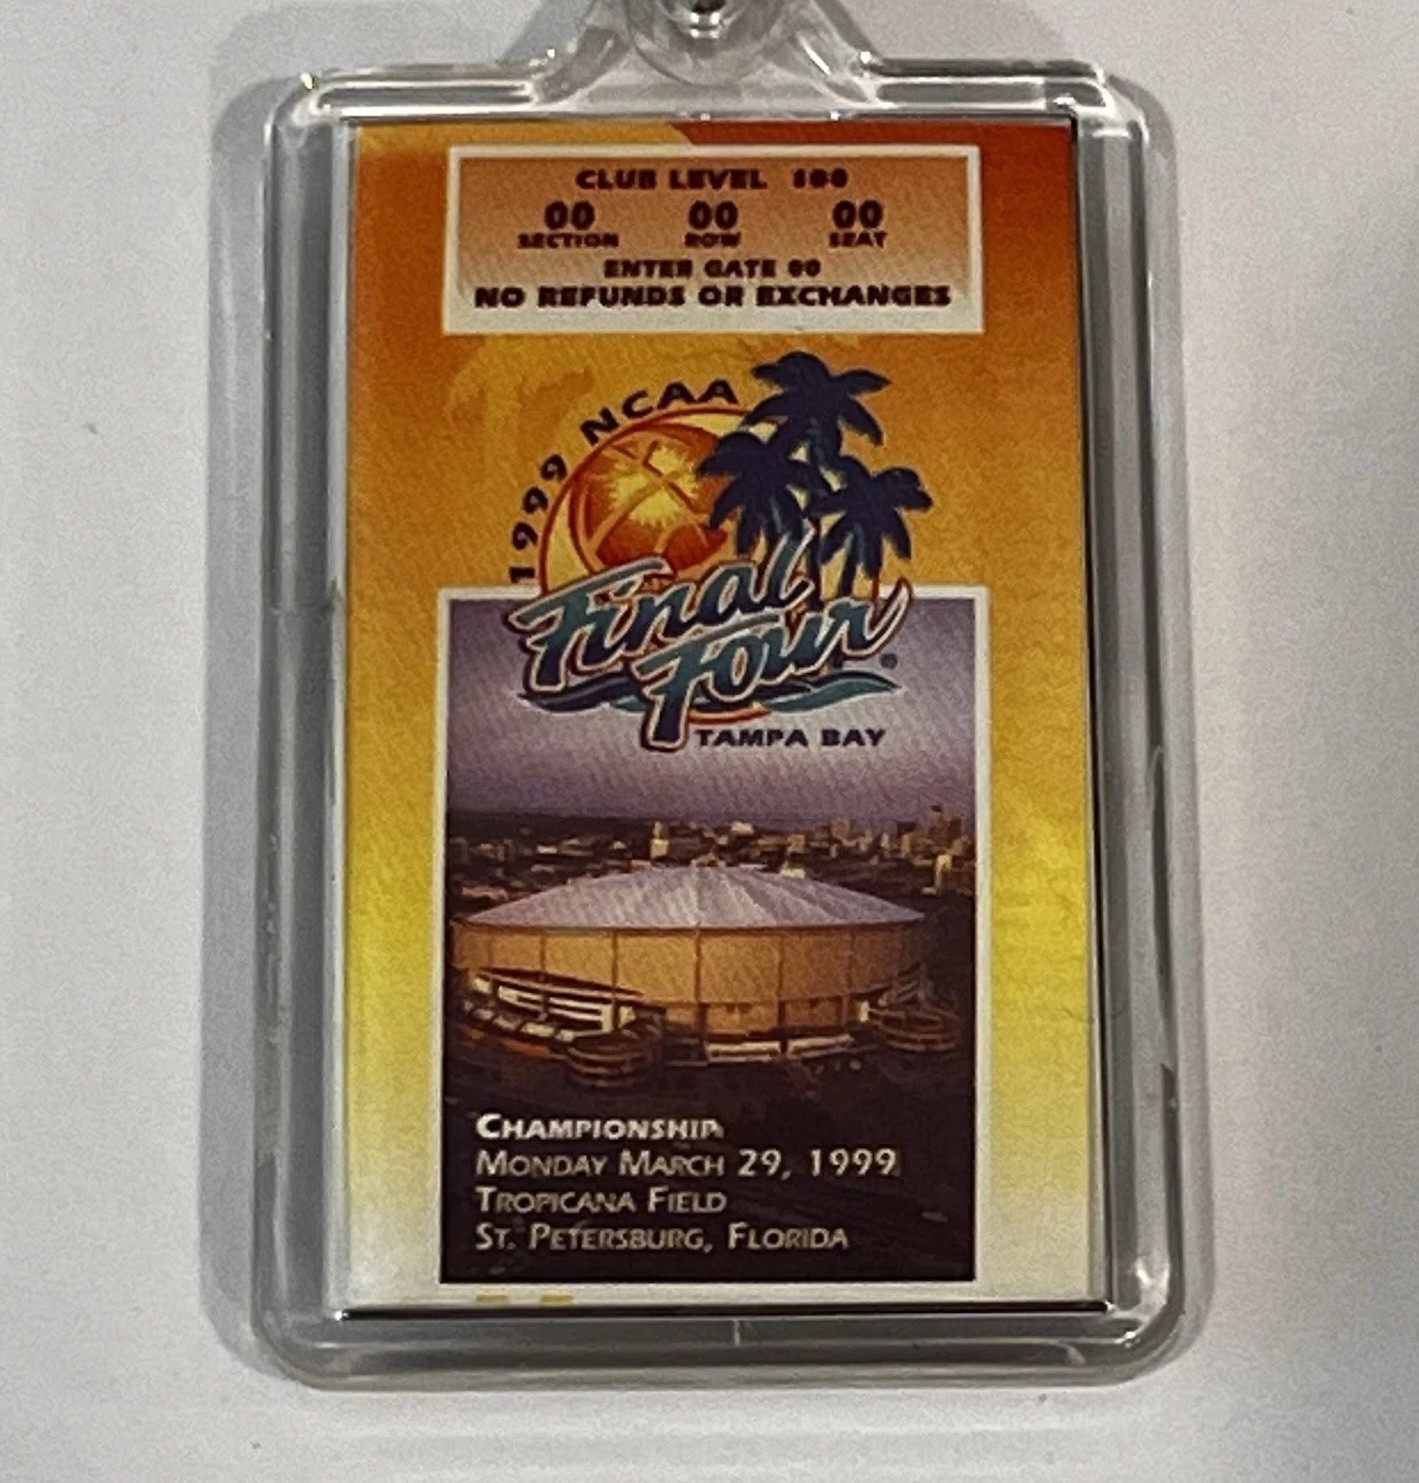 CLUB LEVEL 100
00 00 00
SECTION ROW SEAT
ENTER GATE 00
NO REFUNDS OR EXCHANGES
1999 NCAA
Final
Four®
TAMPA BAY
CHAMPIONSHIP
MONDAY MARCH 29, 1999
TROPICANA FIELD
ST. PETERSBURG, FLORIDA